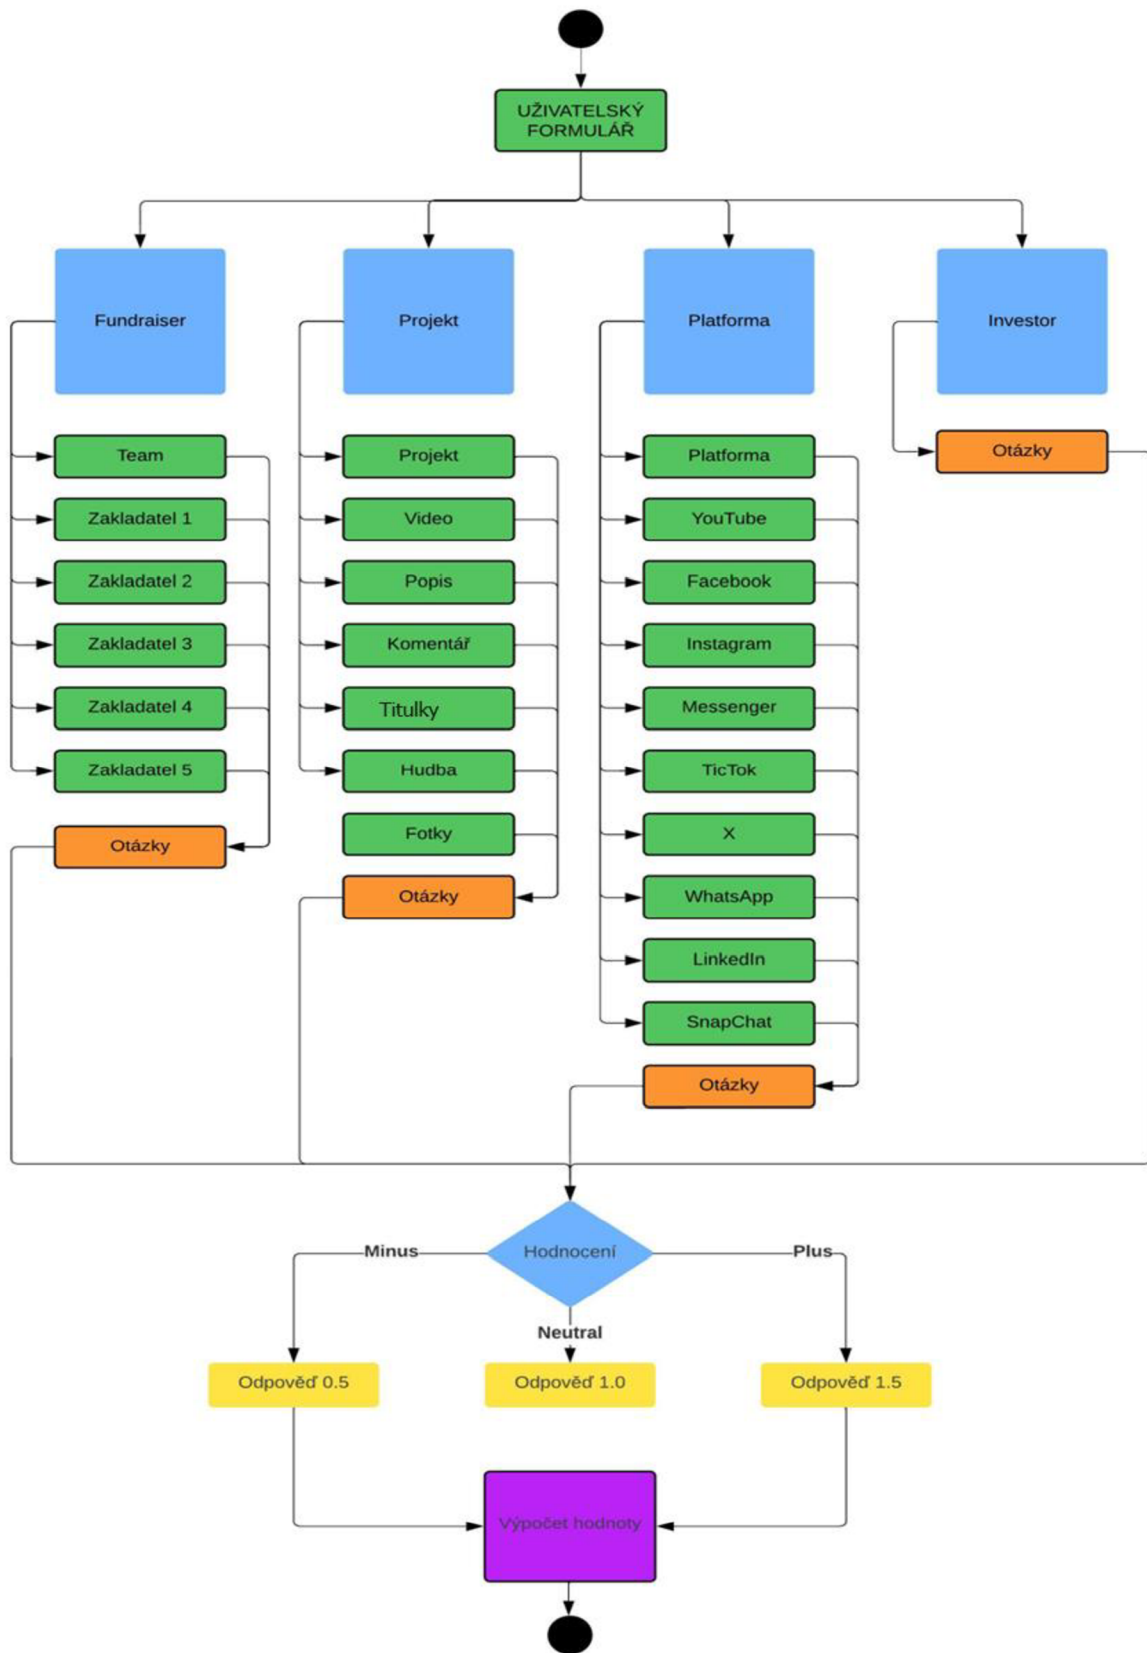 UŽIVATELSKÝ
FORMULÁŘ
Fundraiser
Projekt
Platforma
Investor
Team
Zakladatel 1
Zakladatel 2
Zakladatel 3
Zakladatel 4
Zakladatel 5
Otázky
Projekt
Video
Popis
Komentář
Titulky
Hudba
Fotky
Otázky
Platforma
YouTube
Facebook
Instagram
Messenger
TicTok
X
WhatsApp
LinkedIn
SnapChat
Otázky
Otázky
Hodnocení
Minus
Neutral
Plus
Odpověď 0.5
Odpověď 1.0
Odpověď 1.5
Výpočet hodnoty